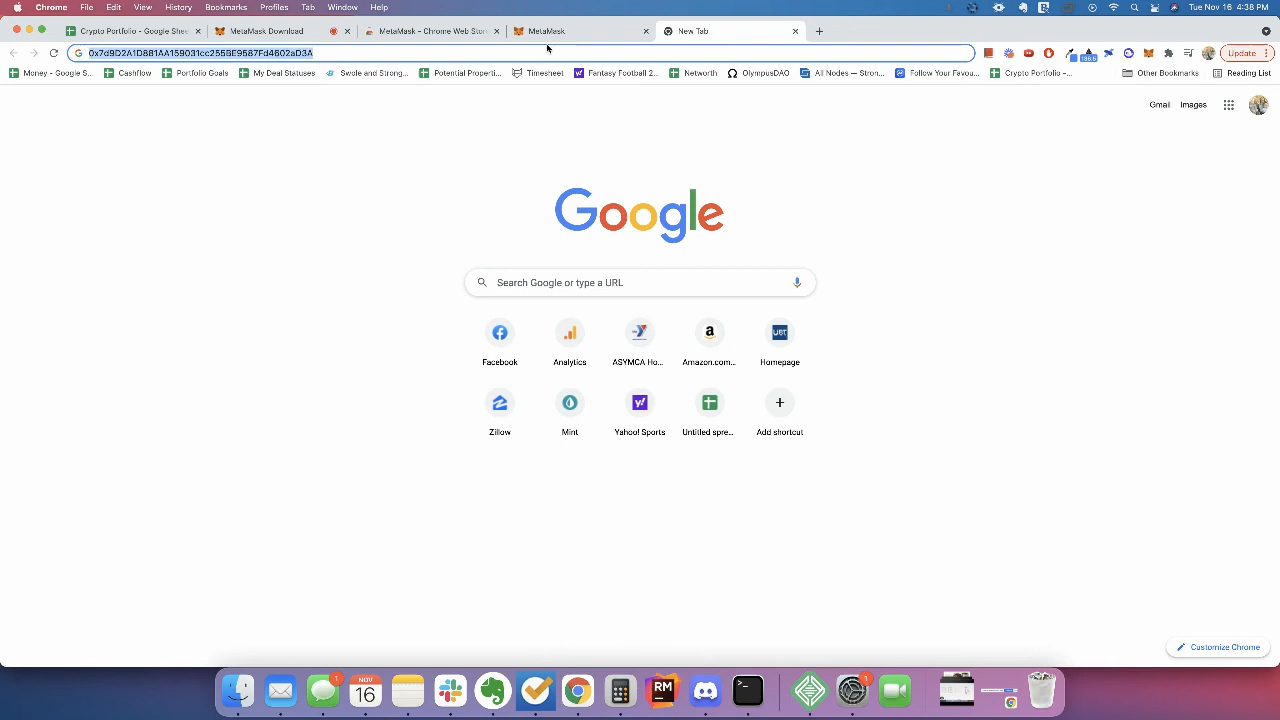 Chrome File Edit View History Bookmarks Profiles Tab Window Help Tue Nov 16 4:38 PM
Crypto Portfolio - Google Shee MetaMask Download MetaMask - Chrome Web Stor MetaMask New Tab
0x7d9D2A1D881AA159031cc255BE9587Fd4602aD3A Update
Money - Google S... Cashflow Portfolio Goals My Deal Statuses Swole and Strong... Potential Properti... Timesheet Fantasy Football 2... Networth OlympusDAO All Nodes — Stron... Follow Your Favou... Crypto Portfolio -... Other Bookmarks Reading List
Gmail Images
Google
Search Google or type a URL
Facebook Analytics ASYMCA Ho... Amazon.com... Homepage
Zillow Mint Yahoo! Sports Untitled spre... Add shortcut
Customize Chrome
NOV
16
RM